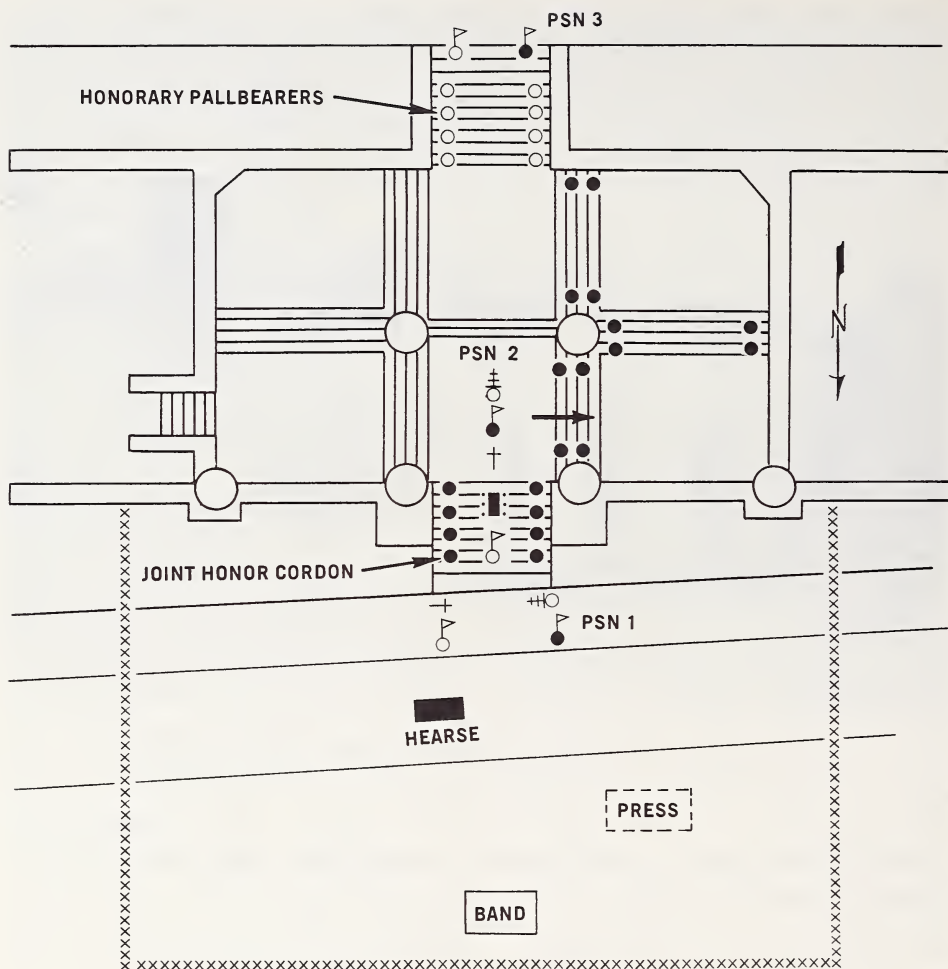 PSN 3
HONORARY PALLBEARERS
N
PSN 2
JOINT HONOR CORDON
PSN 1
HEARSE
PRESS
BAND